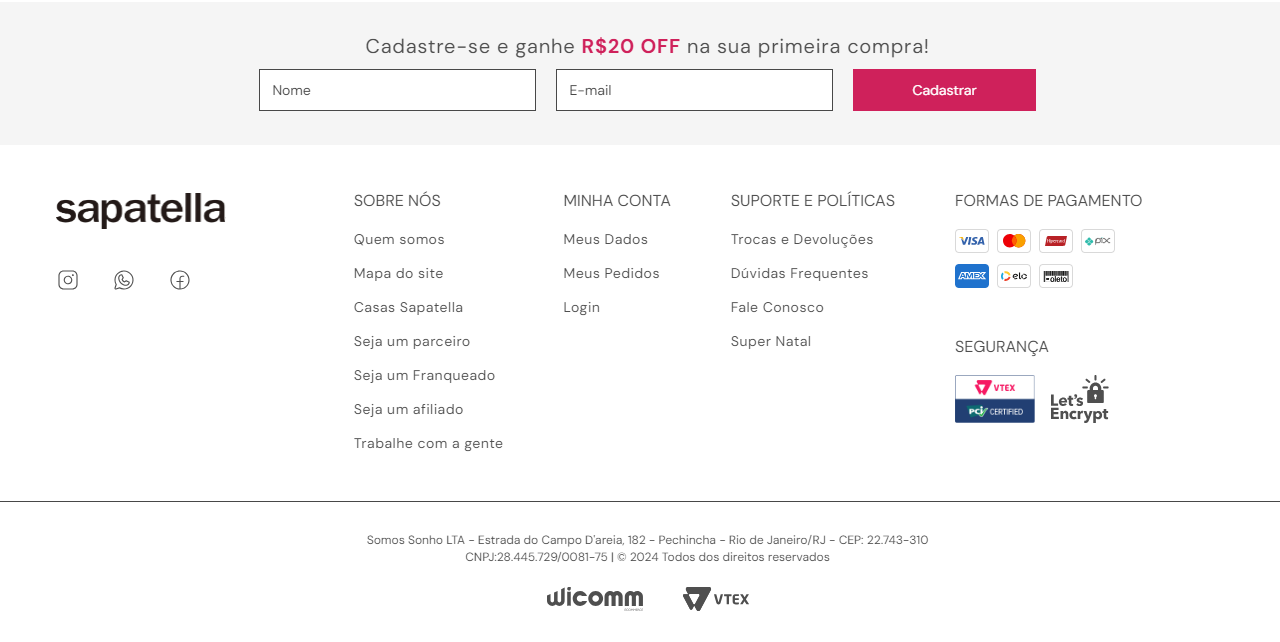 Cadastre-se e ganhe R$20 OFF na sua primeira compra!
Nome
E-mail
Cadastrar
sapatella
SOBRE NÓS
Quem somos
Mapa do site
Casas Sapatella
Seja um parceiro
Seja um Franqueado
Seja um afiliado
Trabalhe com a gente
MINHA CONTA
Meus Dados
Meus Pedidos
Login
SUPORTE E POLÍTICAS
Trocas e Devoluções
Dúvidas Frequentes
Fale Conosco
Super Natal
FORMAS DE PAGAMENTO
VISA
Hipercard
pix
AMEX
elo
Boleto
SEGURANÇA
VTEX
PCI CERTIFIED
Let's
Encrypt
Somos Sonho LTA - Estrada do Campo D'areia, 182 - Pechincha - Rio de Janeiro/RJ - CEP: 22.743-310
CNPJ:28.445.729/0081-75 | © 2024 Todos dos direitos reservados
wicomm
VTEX